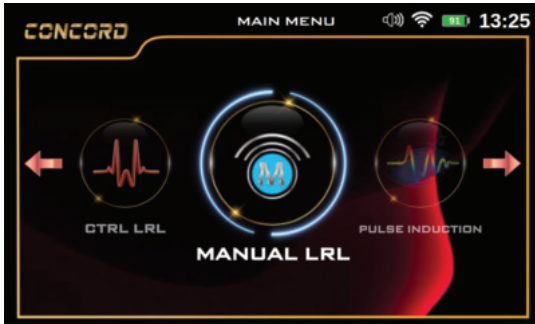 CONCORD
MAIN MENU
91
13:25
M
CTRL LRL
MANUAL LRL
PULSE INDUCTION